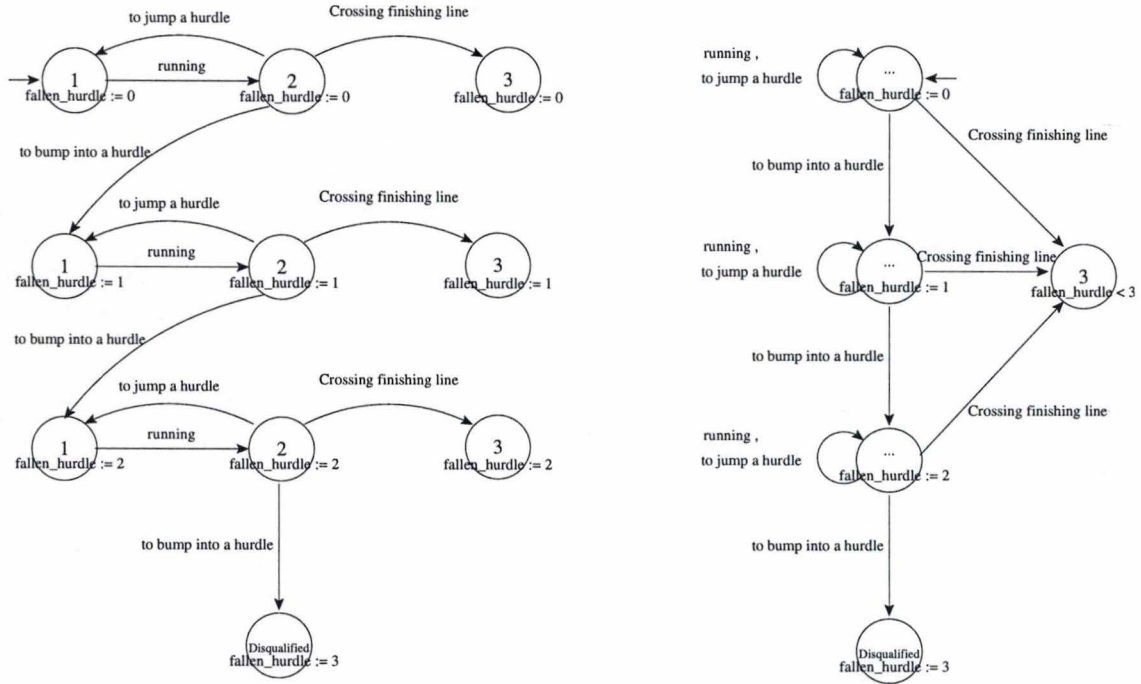 to jump a hurdle
Crossing finishing line
1
running
2
3
fallen_hurdle := 0
fallen_hurdle := 0
fallen_hurdle := 0
to bump into a hurdle
to jump a hurdle
Crossing finishing line
1
running
2
3
fallen_hurdle := 1
fallen_hurdle := 1
fallen_hurdle := 1
to bump into a hurdle
to jump a hurdle
Crossing finishing line
1
running
2
3
fallen_hurdle := 2
fallen_hurdle := 2
fallen_hurdle := 2
to bump into a hurdle
Disqualified
fallen_hurdle := 3
running ,
to jump a hurdle
...
fallen_hurdle := 0
Crossing finishing line
to bump into a hurdle
running ,
to jump a hurdle
...
fallen_hurdle := 1
Crossing finishing line
3
fallen_hurdle < 3
to bump into a hurdle
Crossing finishing line
running ,
to jump a hurdle
...
fallen_hurdle := 2
to bump into a hurdle
Disqualified
fallen_hurdle := 3